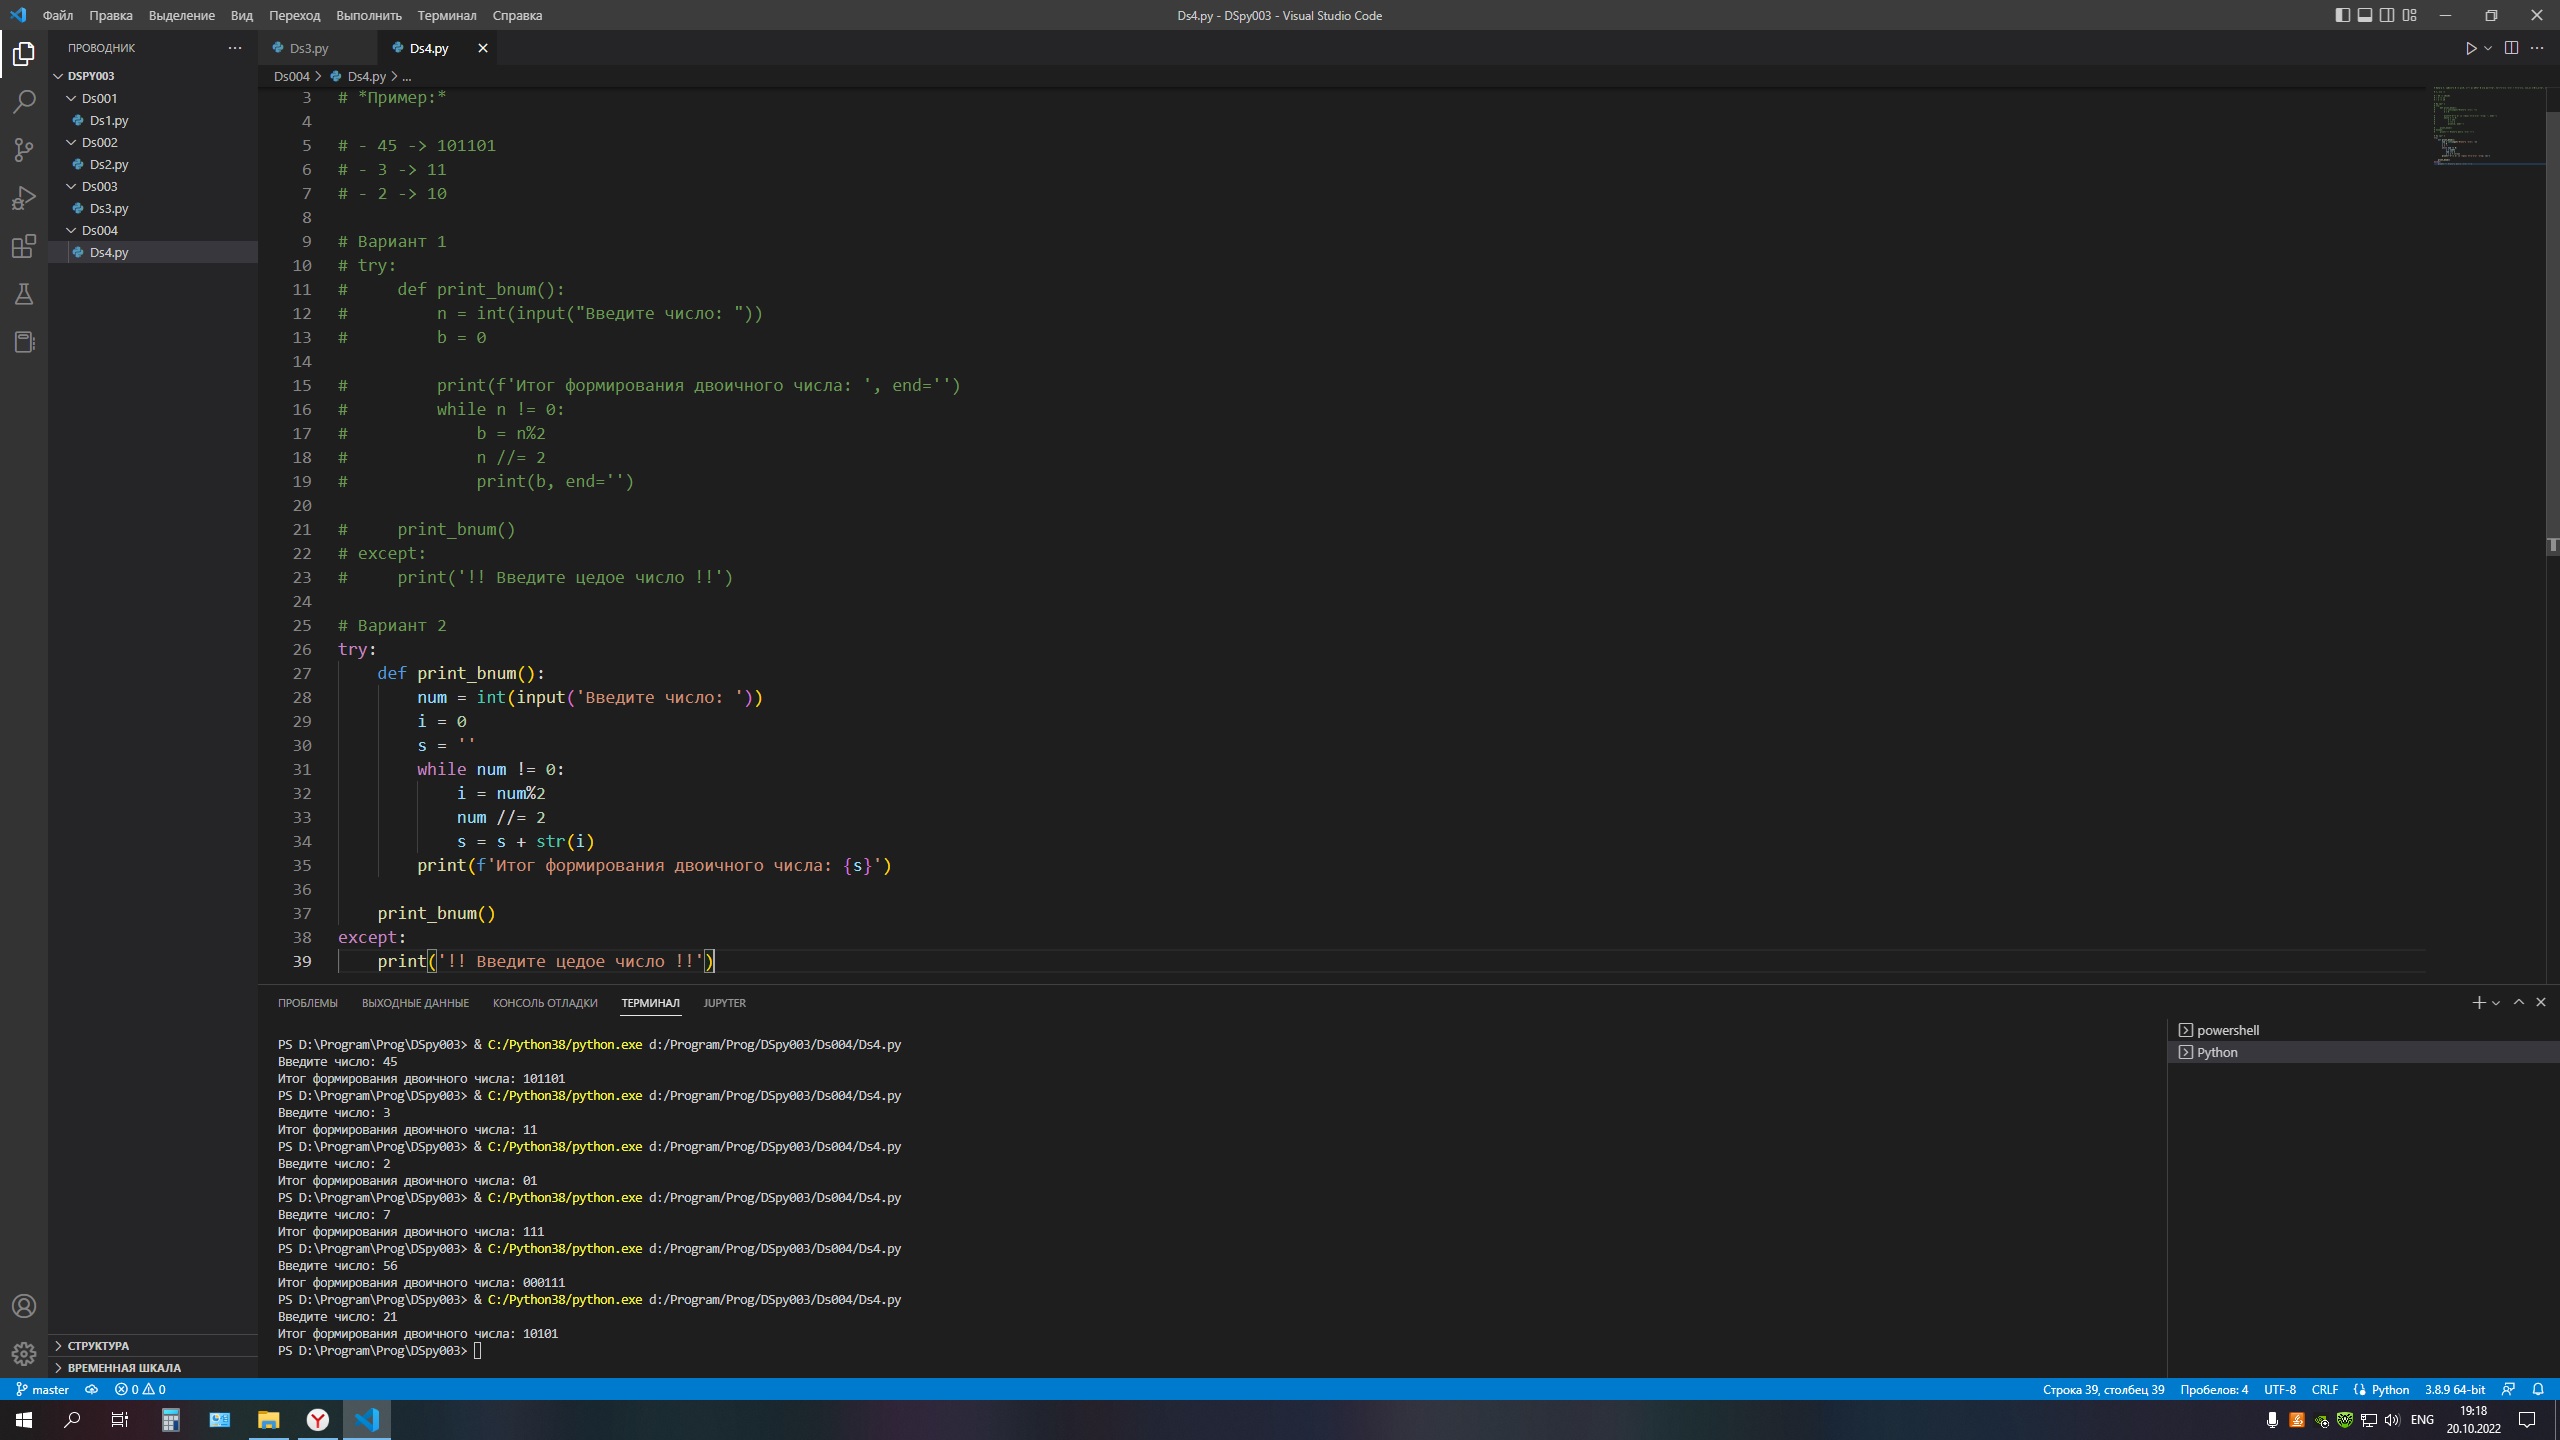 Файл Правка Выделение Вид Переход Выполнить Терминал Справка
Ds4.py - DSpy003 - Visual Studio Code
ПРОВОДНИК
DSPY003
Ds001
Ds1.py
Ds002
Ds2.py
Ds003
Ds3.py
Ds004
Ds4.py
СТРУКТУРА
ВРЕМЕННАЯ ШКАЛА
Ds3.py Ds4.py
Ds004 > Ds4.py > ...
3 # *Пример:*
4
5 # - 45 -> 101101
6 # - 3 -> 11
7 # - 2 -> 10
8
9 # Вариант 1
10 # try:
11 #     def print_bnum():
12 #         n = int(input("Введите число: "))
13 #         b = 0
14
15 #         print(f'Итог формирования двоичного числа: ', end='')
16 #         while n != 0:
17 #             b = n%2
18 #             n //= 2
19 #             print(b, end='')
20
21 #     print_bnum()
22 # except:
23 #     print('!! Введите цедое число !!')
24
25 # Вариант 2
26 try:
27     def print_bnum():
28         num = int(input('Введите число: '))
29         i = 0
30         s = ''
31         while num != 0:
32             i = num%2
33             num //= 2
34             s = s + str(i)
35         print(f'Итог формирования двоичного числа: {s}')
36
37     print_bnum()
38 except:
39     print('!! Введите цедое число !!')
ПРОБЛЕМЫ ВЫХОДНЫЕ ДАННЫЕ КОНСОЛЬ ОТЛАДКИ ТЕРМИНАЛ JUPYTER
PS D:\Program\Prog\DSpy003> & C:/Python38/python.exe d:/Program/Prog/DSpy003/Ds004/Ds4.py
Введите число: 45
Итог формирования двоичного числа: 101101
PS D:\Program\Prog\DSpy003> & C:/Python38/python.exe d:/Program/Prog/DSpy003/Ds004/Ds4.py
Введите число: 3
Итог формирования двоичного числа: 11
PS D:\Program\Prog\DSpy003> & C:/Python38/python.exe d:/Program/Prog/DSpy003/Ds004/Ds4.py
Введите число: 2
Итог формирования двоичного числа: 01
PS D:\Program\Prog\DSpy003> & C:/Python38/python.exe d:/Program/Prog/DSpy003/Ds004/Ds4.py
Введите число: 7
Итог формирования двоичного числа: 111
PS D:\Program\Prog\DSpy003> & C:/Python38/python.exe d:/Program/Prog/DSpy003/Ds004/Ds4.py
Введите число: 56
Итог формирования двоичного числа: 000111
PS D:\Program\Prog\DSpy003> & C:/Python38/python.exe d:/Program/Prog/DSpy003/Ds004/Ds4.py
Введите число: 21
Итог формирования двоичного числа: 10101
PS D:\Program\Prog\DSpy003>
powershell
Python
master 0 0
Строка 39, столбец 39 Пробелов: 4 UTF-8 CRLF Python 3.8.9 64-bit
ENG
19:18
20.10.2022